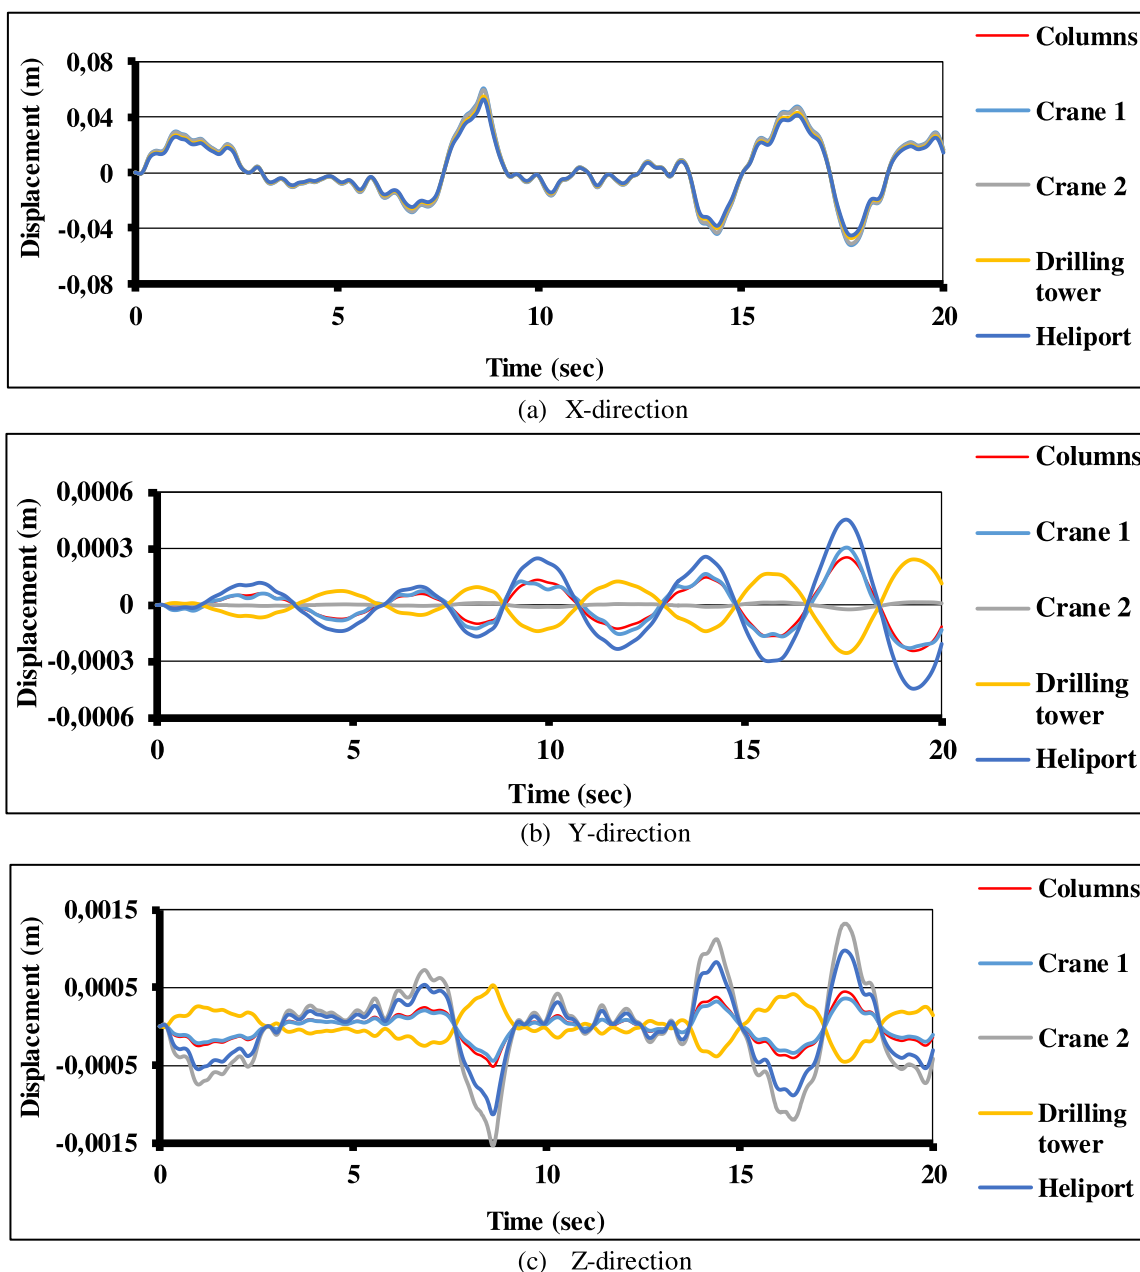 Displacement (m)
0,08
0,04
0
-0,04
-0,08
0
5
10
15
20
Time (sec)
Columns
Crane 1
Crane 2
Drilling
tower
Heliport
(a) X-direction
Displacement (m)
0,0006
0,0003
0
-0,0003
-0,0006
0
5
10
15
20
Time (sec)
Columns
Crane 1
Crane 2
Drilling
tower
Heliport
(b) Y-direction
Displacement (m)
0,0015
0,0005
-0,0005
-0,0015
0
5
10
15
20
Time (sec)
Columns
Crane 1
Crane 2
Drilling
tower
Heliport
(c) Z-direction